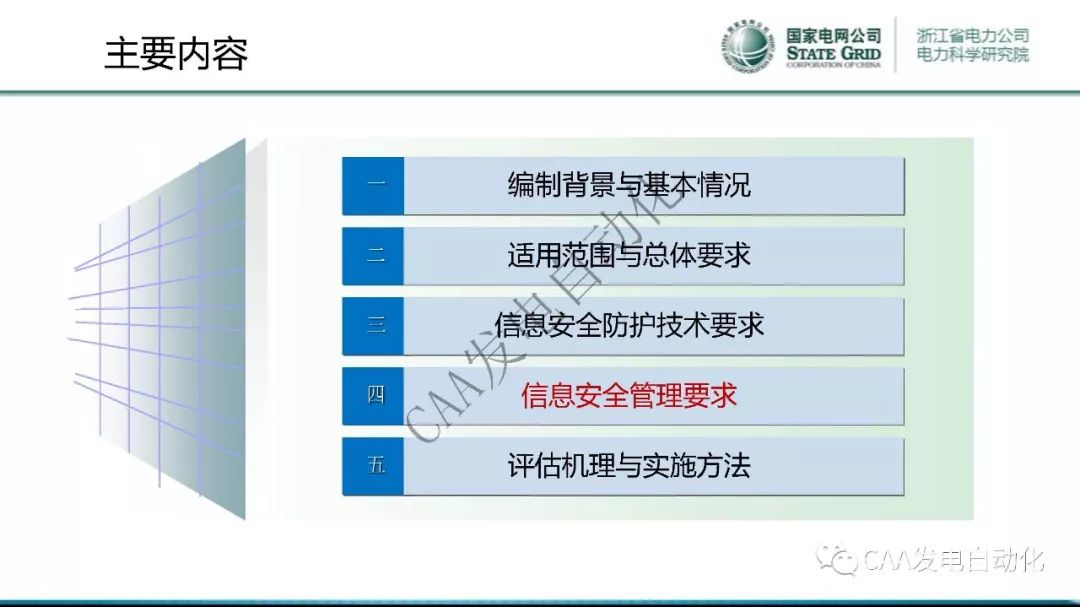 主要内容
国家电网公司
STATE GRID
CORPORATION OF CHINA
浙江省电力公司
电力科学研究院
一 编制背景与基本情况
二 适用范围与总体要求
三 信息安全防护技术要求
四 信息安全管理要求
五 评估机理与实施方法
CAA发电自动化
CAA发电自动化